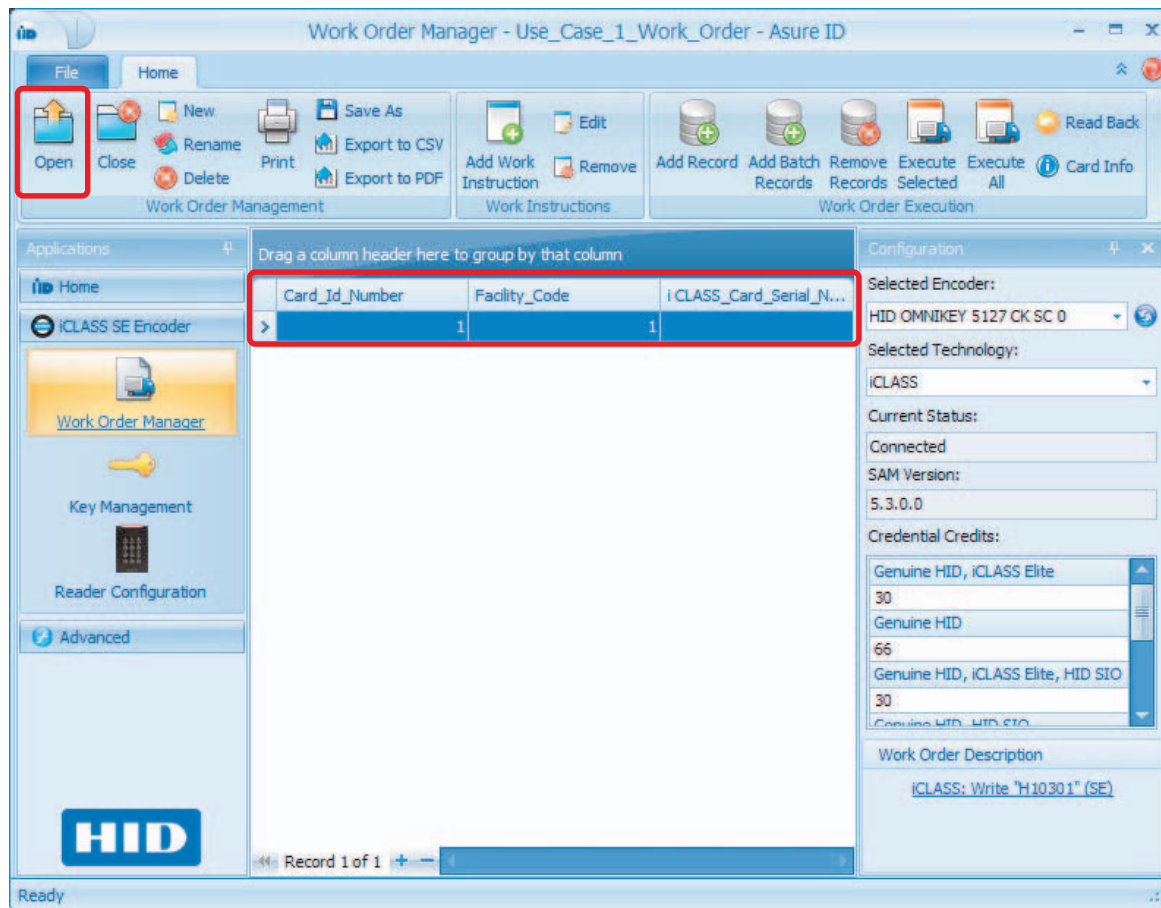 Work Order Manager - Use_Case_1_Work_Order - Asure ID
File Home
Open
Close
New
Rename
Delete
Print
Save As
Export to CSV
Export to PDF
Work Order Management
Add Work
Instruction
Edit
Remove
Work Instructions
Add Record
Add Batch
Records
Remove
Records
Execute
Selected
Execute
All
Read Back
Card Info
Work Order Execution
Applications
HID Home
iCLASS SE Encoder
Work Order Manager
Key Management
Reader Configuration
Advanced
HID
Drag a column header here to group by that column
Card_Id_Number Facility_Code iCLASS_Card_Serial_N...
1 1
Record 1 of 1
Configuration
Selected Encoder:
HID OMNIKEY 5127 CK SC 0
Selected Technology:
iCLASS
Current Status:
Connected
SAM Version:
5.3.0.0
Credential Credits:
Genuine HID, iCLASS Elite
30
Genuine HID
66
Genuine HID, iCLASS Elite, HID SIO
30
Genuine HID, HID SIO
Work Order Description
iCLASS: Write "H10301" (SE)
Ready